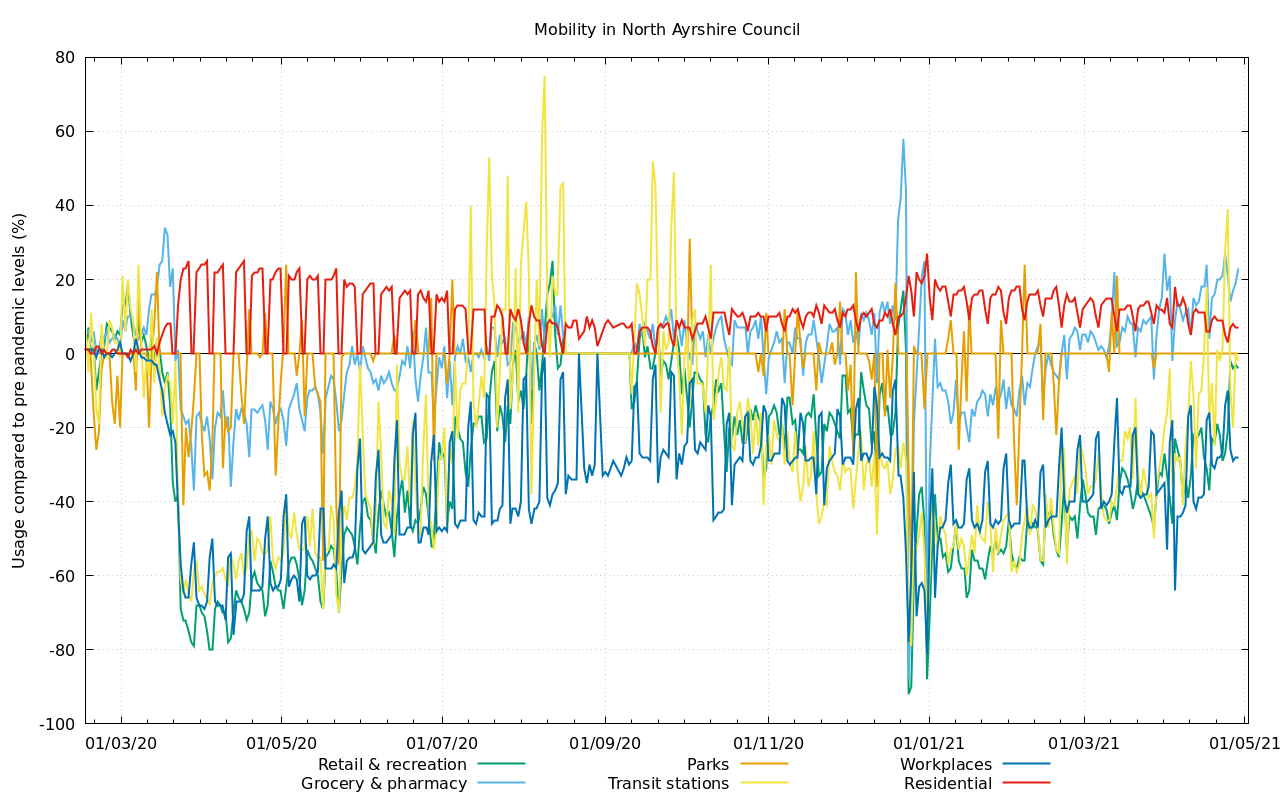 Mobility in North Ayrshire Council
Usage compared to pre pandemic levels (%)
80
60
40
20
0
-20
-40
-60
-80
-100
01/03/20 01/05/20 01/07/20 01/09/20 01/11/20 01/01/21 01/03/21 01/05/21
Retail & recreation Parks Workplaces
Grocery & pharmacy Transit stations Residential